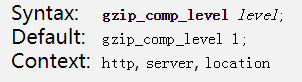 Syntax: gzip_comp_level level;
Default: gzip_comp_level 1;
Context: http, server, location